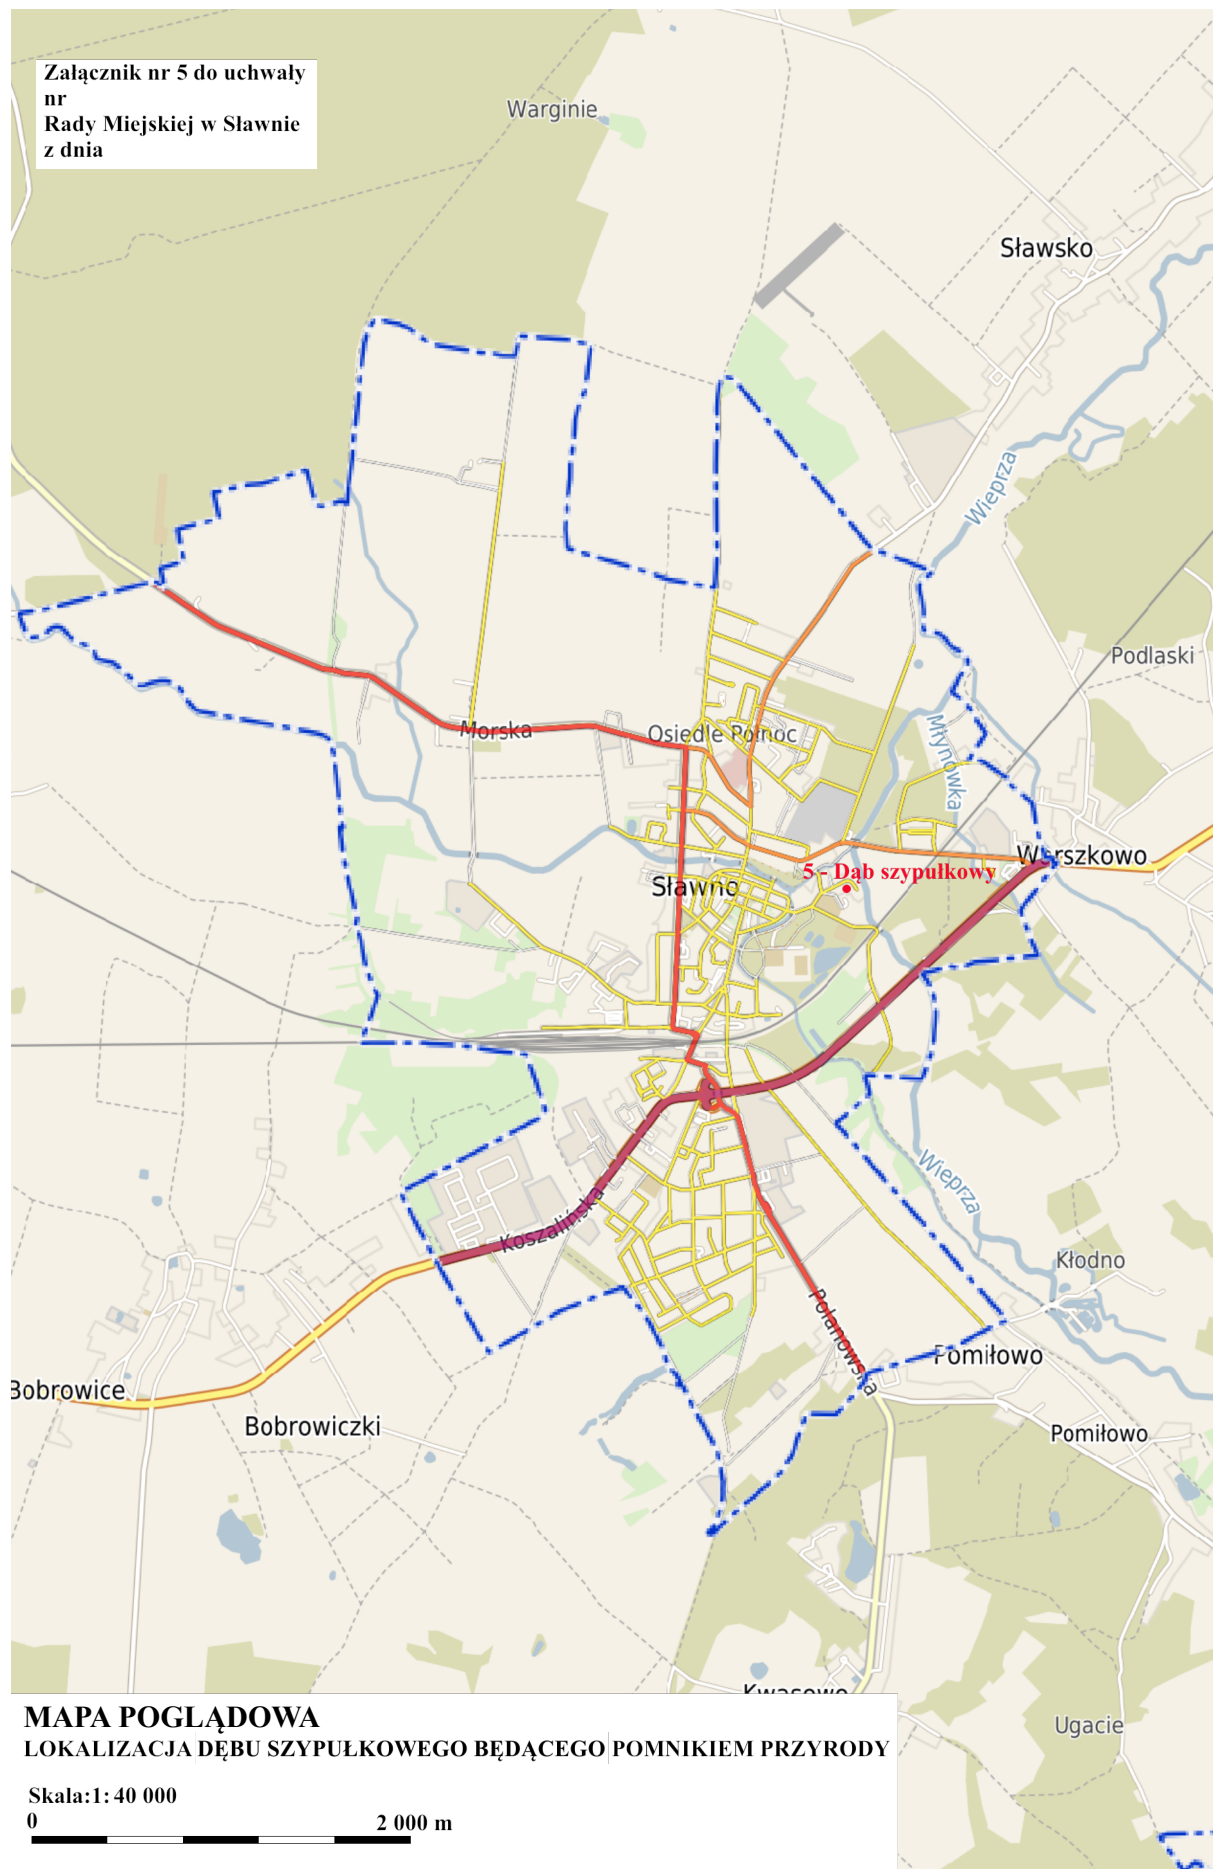 Załącznik nr 5 do uchwały
nr
Rady Miejskiej w Sławnie
z dnia
Warginie
Sławsko
Wieprza
Podlaski
Morska
Osiedle Północ
Młynówka
Warszkowo
5 - Dąb szypułkowy
Sławno
Wieprza
Koszalińska
Kłodno
Polanowska
Pomiłowo
Bobrowice
Bobrowiczki
Pomiłowo
Kwasowo
Ugacie
MAPA POGLĄDOWA
LOKALIZACJA DĘBU SZYPUŁKOWEGO BĘDĄCEGO POMNIKIEM PRZYRODY
Skala:1: 40 000
0 2 000 m